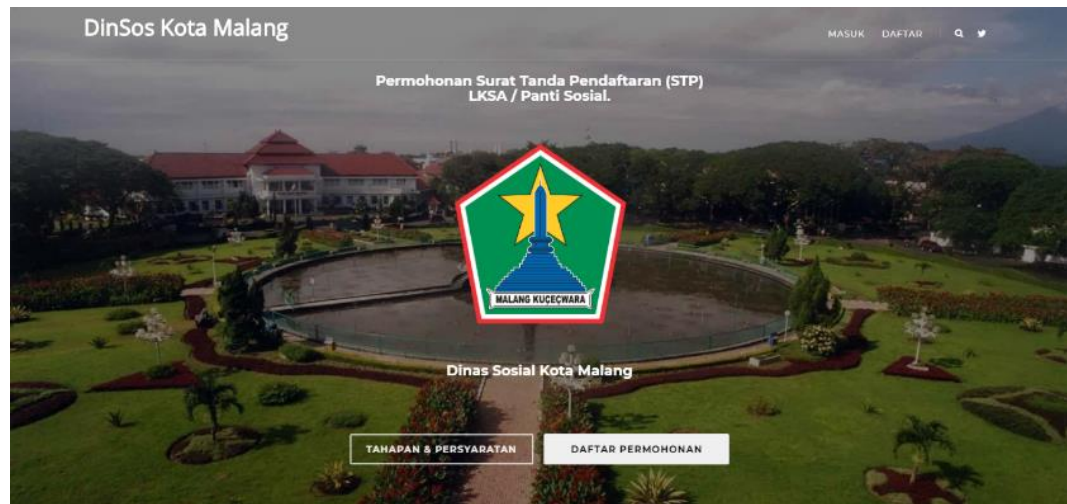 DinSos Kota Malang
MASUK DAFTAR
Permohonan Surat Tanda Pendaftaran (STP)
LKSA / Panti Sosial.
MALANG KUÇEÇWARA
Dinas Sosial Kota Malang
TAHAPAN & PERSYARATAN
DAFTAR PERMOHONAN